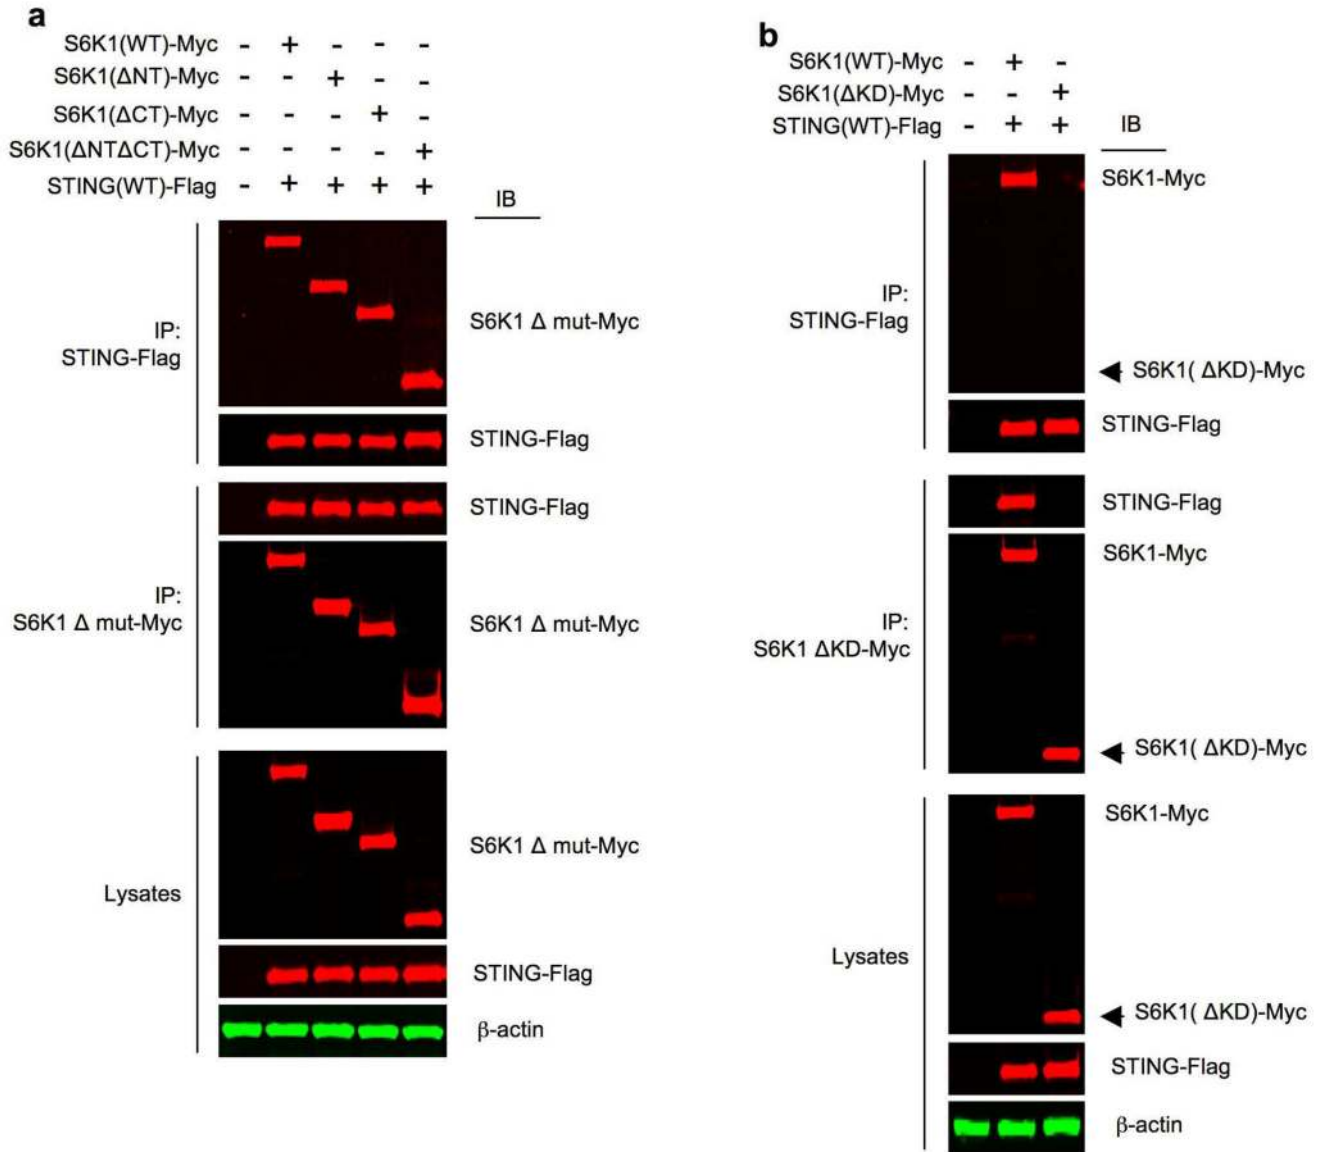 a
S6K1(WT)-Myc - + - - -
S6K1(ΔNT)-Myc - - + - -
S6K1(ΔCT)-Myc - - - + -
S6K1(ΔNTΔCT)-Myc - - - - +
STING(WT)-Flag - + + + +
IB
IP:
STING-Flag
S6K1 Δ mut-Myc
STING-Flag
IP:
S6K1 Δ mut-Myc
STING-Flag
S6K1 Δ mut-Myc
Lysates
S6K1 Δ mut-Myc
STING-Flag
β-actin
b
S6K1(WT)-Myc - + -
S6K1(ΔKD)-Myc - - +
STING(WT)-Flag - + +
IB
IP:
STING-Flag
S6K1-Myc
S6K1( ΔKD)-Myc
STING-Flag
IP:
S6K1 ΔKD-Myc
STING-Flag
S6K1-Myc
S6K1( ΔKD)-Myc
Lysates
S6K1-Myc
S6K1( ΔKD)-Myc
STING-Flag
β-actin